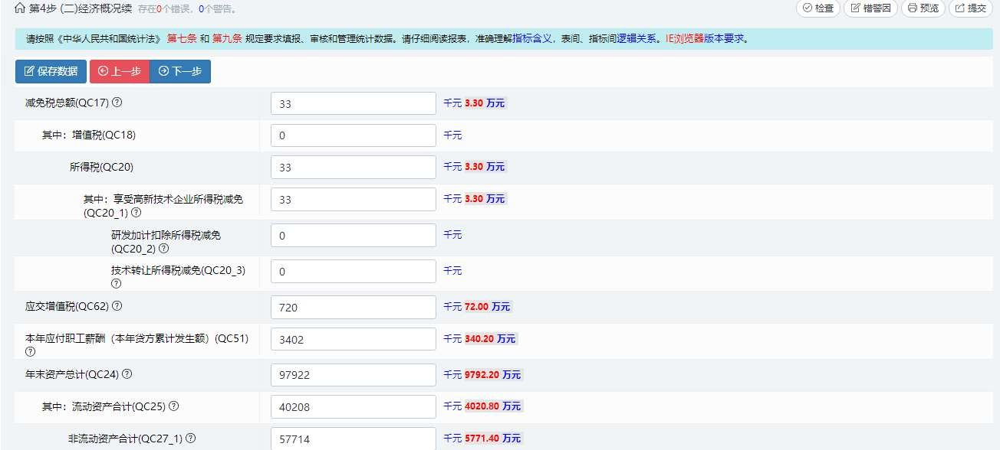 第4步 (二)经济概况续 存在0个错误，0个警告。 检查 错警因 预览 提交
请按照《中华人民共和国统计法》 第七条 和 第九条 规定要求填报、审核和管理统计数据。请仔细阅读报表，准确理解指标含义，表间、指标间逻辑关系。IE浏览器版本要求。
保存数据 上一步 下一步
减免税总额(QC17) 33 千元 3.30 万元
其中：增值税(QC18) 0 千元
所得税(QC20) 33 千元 3.30 万元
其中：享受高新技术企业所得税减免 33 千元 3.30 万元
(QC20_1)
研发加计扣除所得税减免 0 千元
(QC20_2)
技术转让所得税减免(QC20_3) 0 千元
应交增值税(QC62) 720 千元 72.00 万元
本年应付职工薪酬（本年贷方累计发生额）(QC51) 3402 千元 340.20 万元
年末资产总计(QC24) 97922 千元 9792.20 万元
其中：流动资产合计(QC25) 40208 千元 4020.80 万元
非流动资产合计(QC27_1) 57714 千元 5771.40 万元